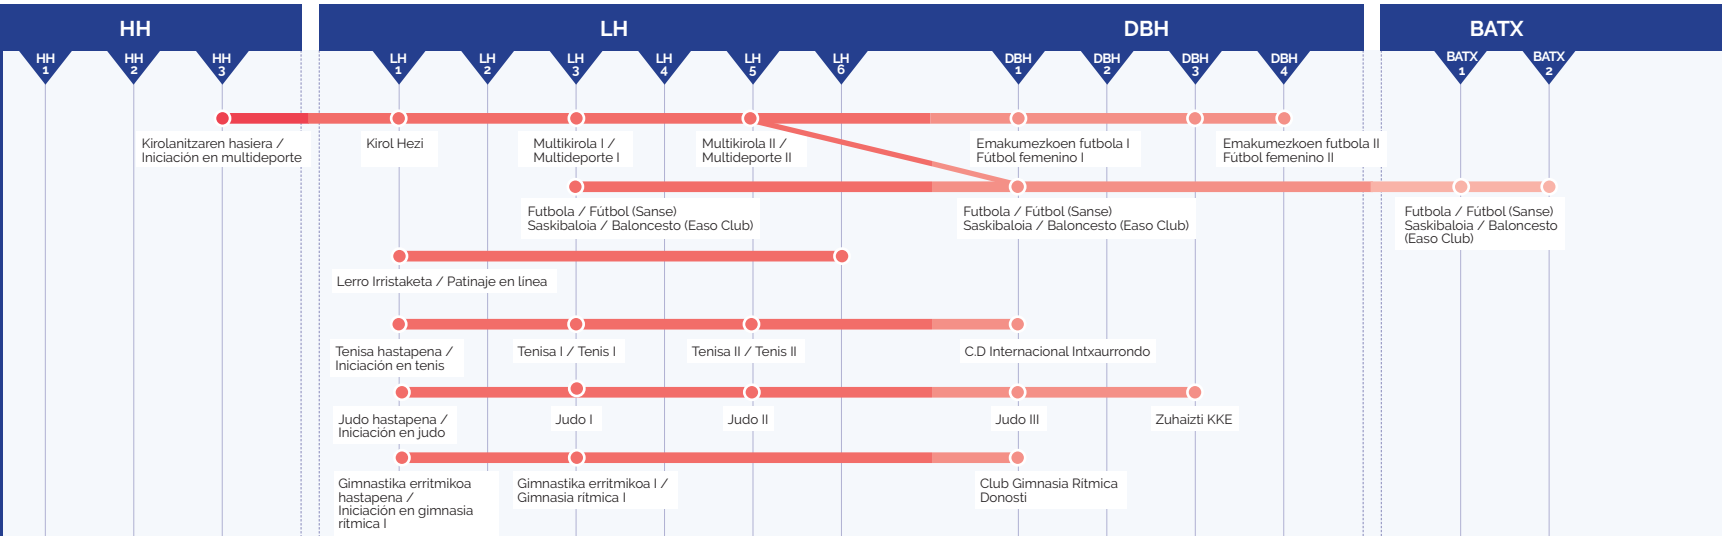 HH
LH
DBH
BATX
HH
1
HH
2
HH
3
LH
1
LH
2
LH
3
LH
4
LH
5
LH
6
DBH
1
DBH
2
DBH
3
DBH
4
BATX
1
BATX
2
Kirolanitzaren hasiera /
Iniciación en multideporte
Kirol Hezi
Multikirola I /
Multideporte I
Multikirola II /
Multideporte II
Emakumezkoen futbola I
Fútbol femenino I
Emakumezkoen futbola II
Fútbol femenino II
Futbola / Fútbol (Sanse)
Saskibaloia / Baloncesto (Easo Club)
Futbola / Fútbol (Sanse)
Saskibaloia / Baloncesto (Easo Club)
Futbola / Fútbol (Sanse)
Saskibaloia / Baloncesto
(Easo Club)
Lerro Irristaketa / Patinaje en línea
Tenisa hastapena /
Iniciación en tenis
Tenisa I / Tenis I
Tenisa II / Tenis II
C.D Internacional Intxaurrondo
Judo hastapena /
Iniciación en judo
Judo I
Judo II
Judo III
Zuhaizti KKE
Gimnastika erritmikoa
hastapena /
Iniciación en gimnasia
rítmica I
Gimnastika erritmikoa I /
Gimnasia rítmica I
Club Gimnasia Rítmica
Donosti